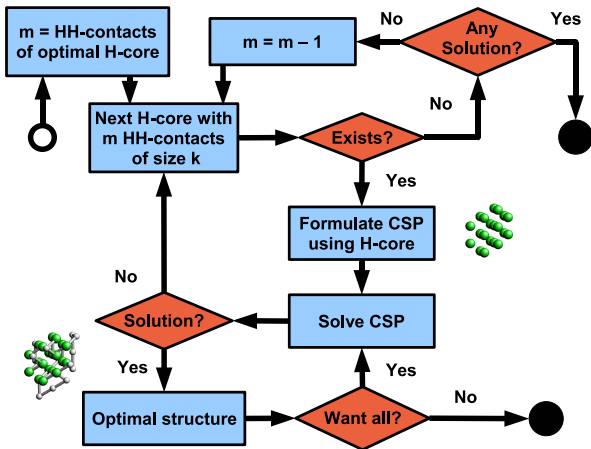 m = HH-contacts
of optimal H-core
m = m – 1
No
Any
Solution?
Yes
Next H-core with
m HH-contacts
of size k
Exists?
No
Yes
Formulate CSP
using H-core
No
Solution?
Solve CSP
Yes
Yes
Optimal structure
Want all?
No